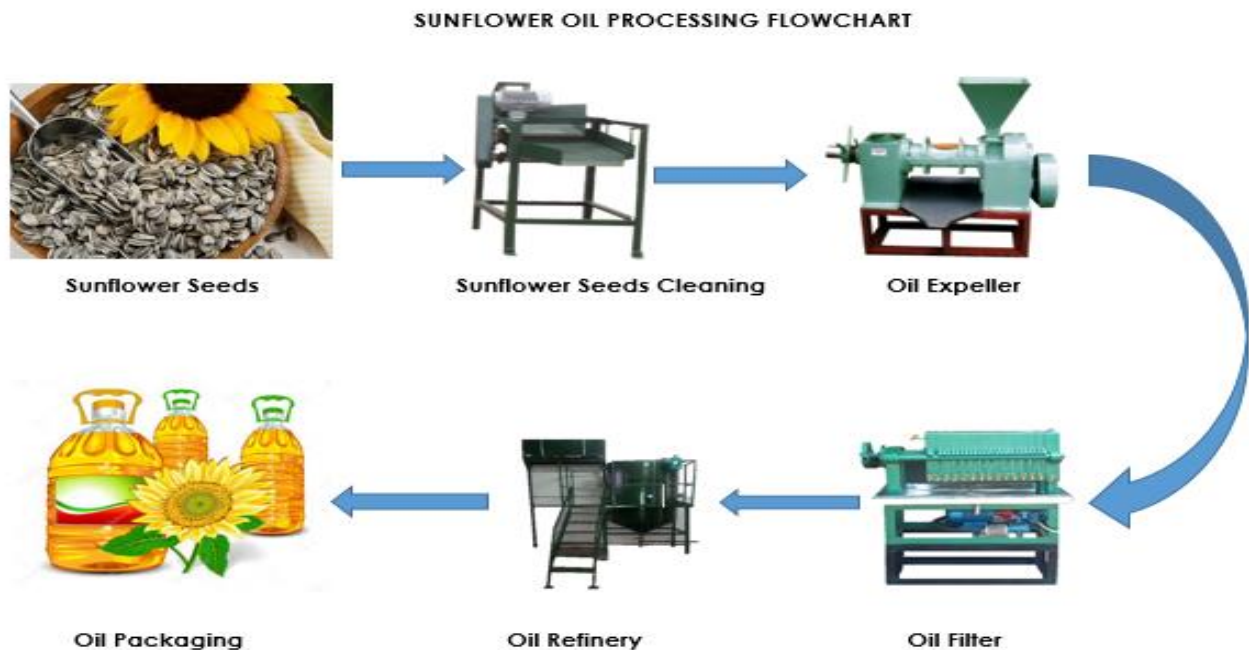 SUNFLOWER OIL PROCESSING FLOWCHART
Sunflower Seeds
Sunflower Seeds Cleaning
Oil Expeller
Oil Packaging
Oil Refinery
Oil Filter